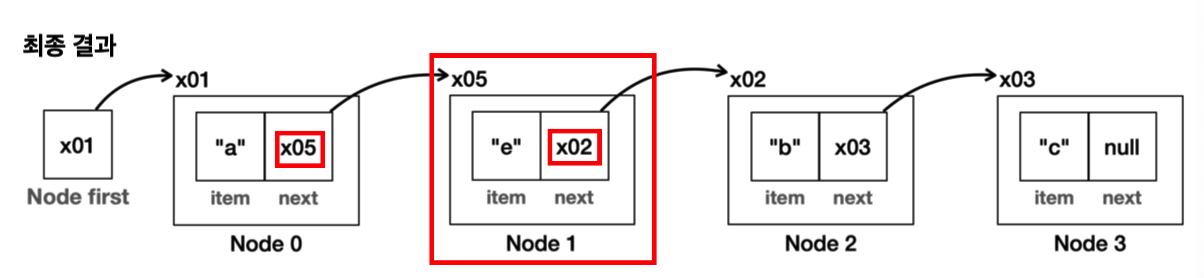 최종 결과
x01 x05 x02 x03
x01 "a" x05 "e" x02 "b" x03 "c" null
Node first item next item next item next item next
Node 0 Node 1 Node 2 Node 3